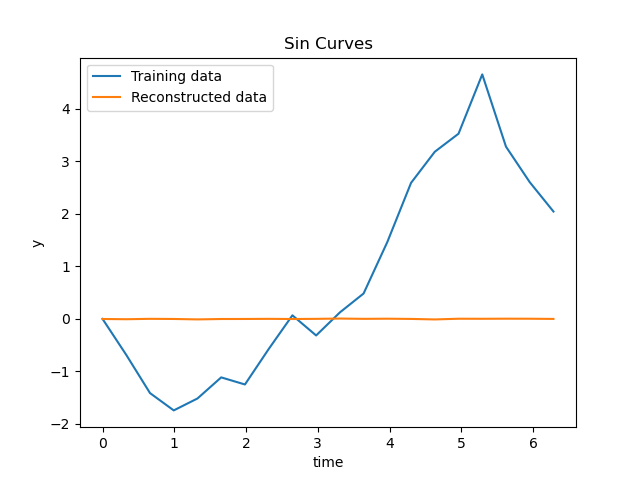 Sin Curves
Training data
Reconstructed data
4
3
2
1
0
−1
−2
y
0 1 2 3 4 5 6
time